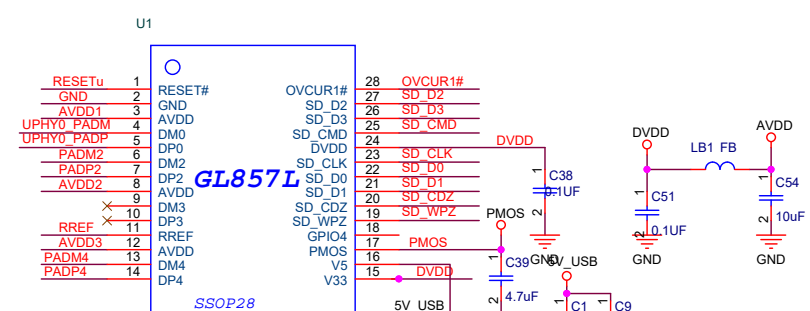 U1
RESETu 1 RESET# OVCUR1# 28 OVCUR1#
GND 2 GND SD_D2 27 SD_D2
AVDD1 3 AVDD SD_D3 26 SD_D3
UPHY0_PADM 4 DM0 SD_CMD 25 SD_CMD
UPHY0_PADP 5 DP0 DVDD 24 DVDD
PADM2 6 DM2 SD_CLK 23 SD_CLK
PADP2 7 DP2 SD_D0 22 SD_D0
AVDD2 8 AVDD SD_D1 21 SD_D1
9 DM3 SD_CDZ 20 SD_CDZ
10 DP3 SD_WPZ 19 SD_WPZ
RREF 11 RREF GPIO4 18
AVDD3 12 AVDD PMOS 17 PMOS
PADM4 13 DM4 V5 16
PADP4 14 DP4 V33 15 DVDD
GL857L
SSOP28
1 C38
0.1UF
2
GND
PMOS
1 C39
4.7uF
2
5V_USB
5V_USB
1 C1
1 C9
DVDD
LB1 FB
AVDD
1 C51
0.1UF
2
GND
1 C54
10uF
2
GND